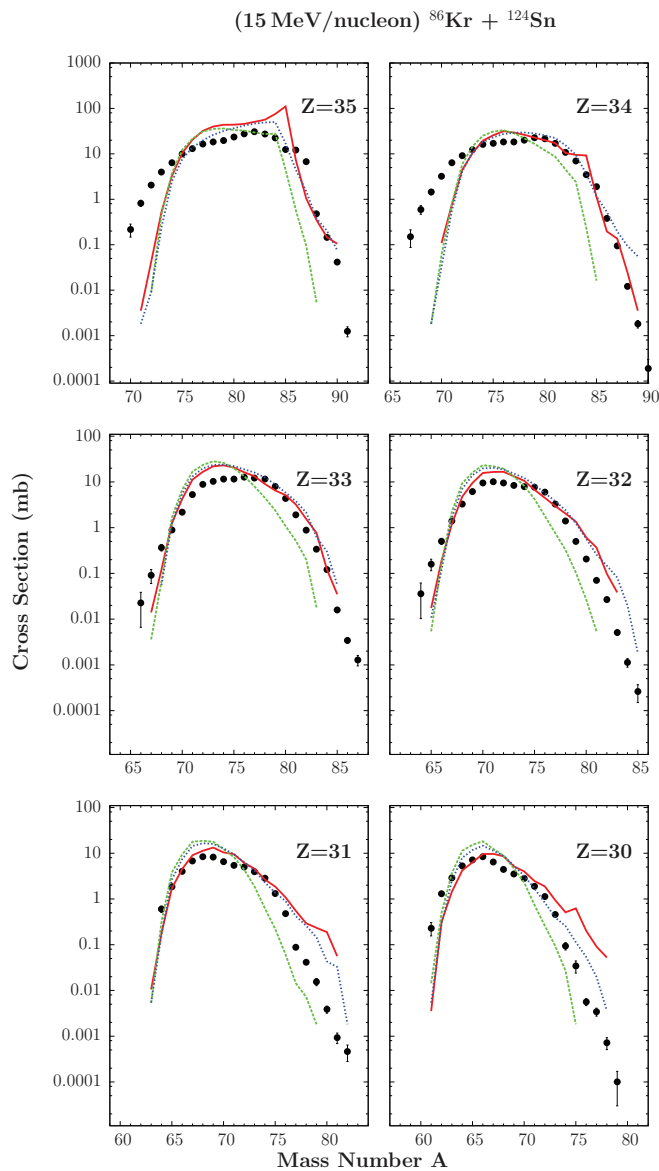 (15 MeV/nucleon) ⁸⁶Kr + ¹²⁴Sn
1000
100
10
1
0.1
0.01
0.001
0.0001
Z=35
70 75 80 85 90
Z=34
65 70 75 80 85 90
100
10
1
0.1
0.01
0.001
0.0001
Z=33
65 70 75 80 85
Z=32
65 70 75 80 85
100
10
1
0.1
0.01
0.001
0.0001
Z=31
60 65 70 75 80
Z=30
60 65 70 75 80
Cross Section (mb)
Mass Number A